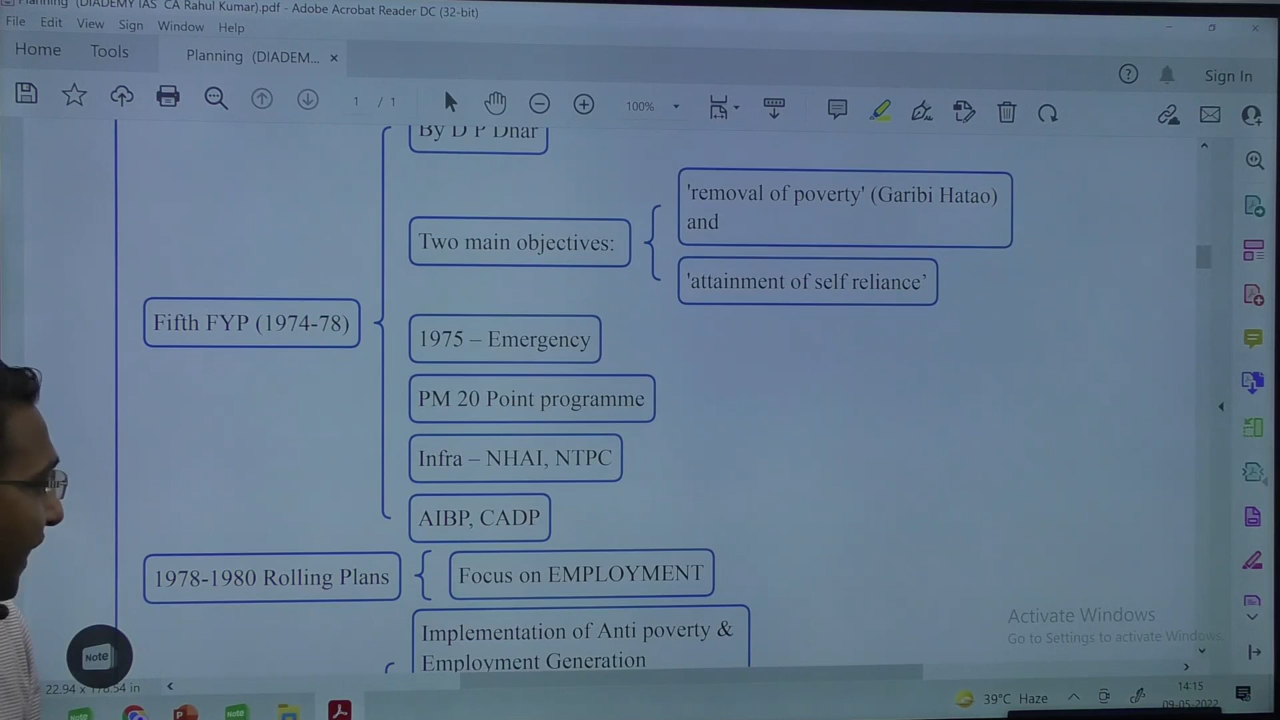 Planning (DIADEMY IAS CA Rahul Kumar).pdf - Adobe Acrobat Reader DC (32-bit)
File Edit View Sign Window Help
Home Tools Planning (DIADEM... ×
Sign In
1 / 1 100%
By D P Dhar
'removal of poverty' (Garibi Hatao)
and
Two main objectives:
'attainment of self reliance’
Fifth FYP (1974-78)
1975 – Emergency
PM 20 Point programme
Infra – NHAI, NTPC
AIBP, CADP
1978-1980 Rolling Plans
Focus on EMPLOYMENT
Implementation of Anti poverty &
Employment Generation
Activate Windows
Go to Settings to activate Windows.
Note
39°C Haze
14:15
09-05-2022